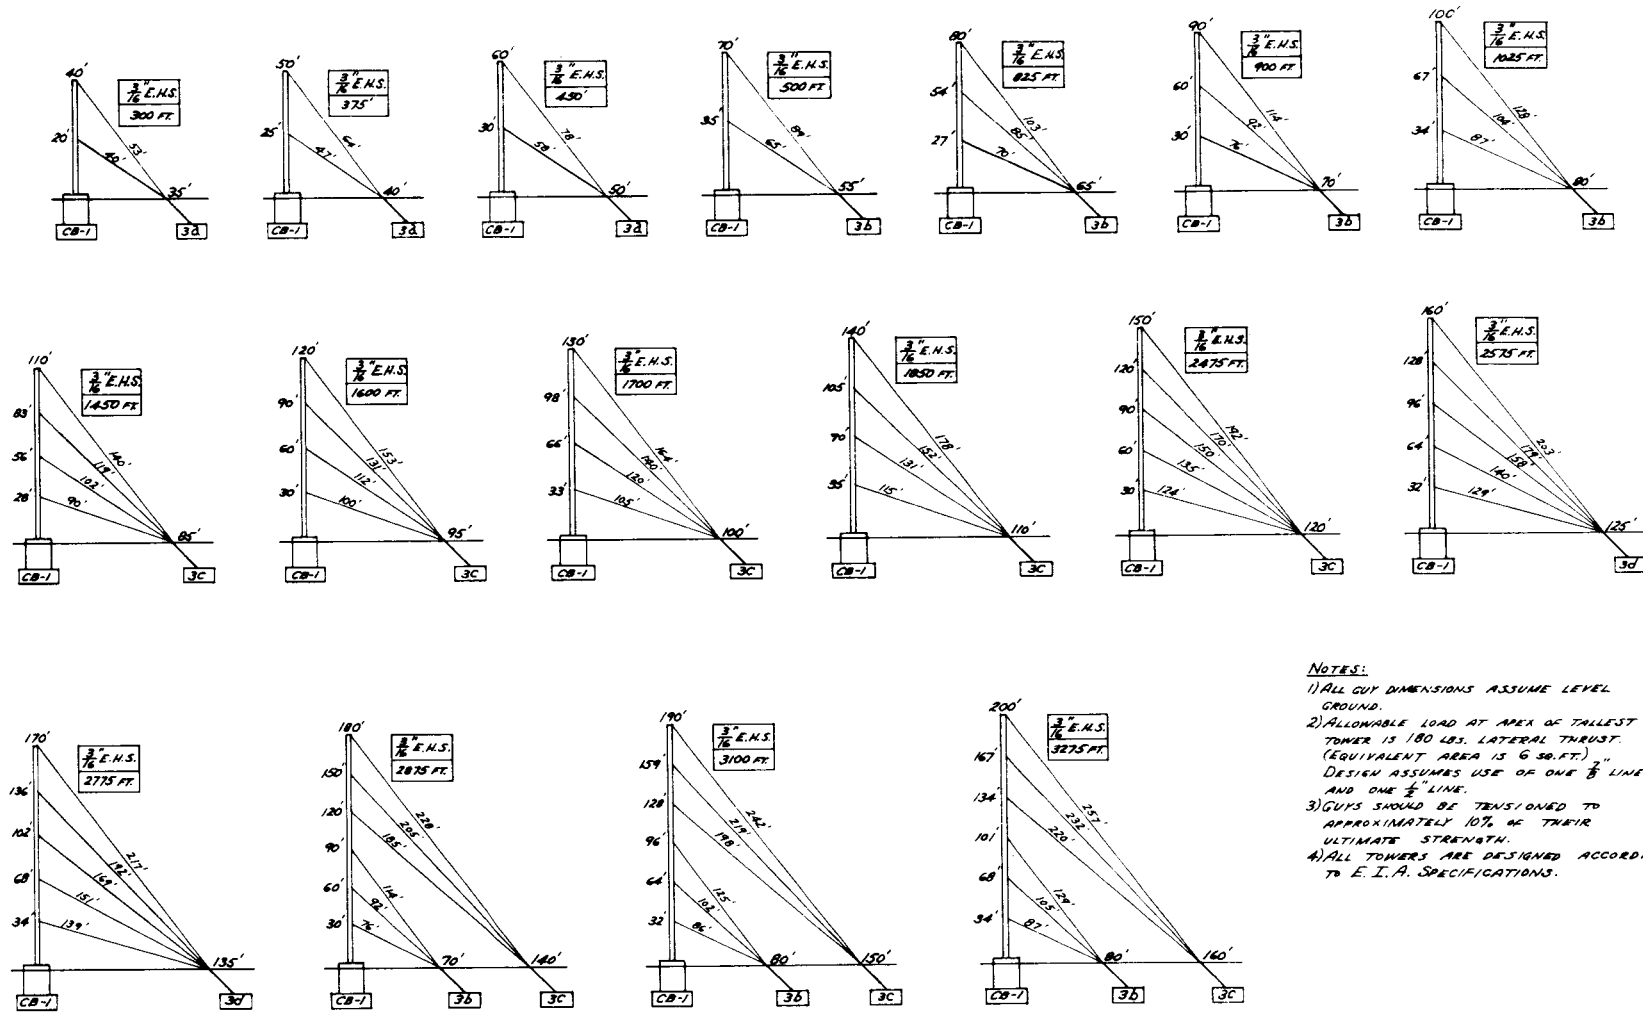 40'
3/16" E.H.S.
300 FT.
20'
40'
53'
35'
CB-1
3a
50'
3/16" E.H.S.
375'
25'
47'
64'
40'
CB-1
3a
60'
3/16" E.H.S.
450'
30'
58'
78'
50'
CB-1
3a
70'
3/16" E.H.S.
500 FT.
35'
65'
89'
55'
CB-1
3b
80'
3/16" E.H.S.
825 FT.
54'
27'
103'
85'
70'
65'
CB-1
3b
90'
3/16" E.H.S.
900 FT.
60'
30'
114'
92'
76'
70'
CB-1
3b
100'
3/16" E.H.S.
1025 FT.
67'
34'
128'
104'
87'
80'
CB-1
3b
110'
3/16" E.H.S.
1450 FT.
83'
56'
28'
140'
119'
102'
90'
85'
CB-1
3c
120'
3/16" E.H.S.
1600 FT.
90'
60'
30'
153'
131'
112'
100'
95'
CB-1
3c
130'
3/16" E.H.S.
1700 FT.
98'
66'
33'
164'
140'
120'
105'
100'
CB-1
3c
140'
3/16" E.H.S.
1850 FT.
105'
70'
35'
178'
152'
131'
115'
110'
CB-1
3c
150'
3/16" E.H.S.
2475 FT.
120'
90'
60'
30'
192'
170'
150'
135'
124'
120'
CB-1
3c
160'
3/16" E.H.S.
2575 FT.
128'
96'
64'
32'
203'
179'
158'
140'
129'
125'
CB-1
3d
170'
3/16" E.H.S.
2775 FT.
136'
102'
68'
34'
217'
192'
169'
151'
139'
135'
CB-1
3d
180'
3/16" E.H.S.
2875 FT.
150'
120'
90'
60'
30'
228'
205'
185'
114'
92'
76'
70'
140'
CB-1
3b
3c
190'
3/16" E.H.S.
3100 FT.
159'
128'
96'
64'
32'
242'
219'
198'
125'
102'
86'
80'
150'
CB-1
3b
3c
200'
3/16" E.H.S.
3275 FT.
167'
134'
101'
68'
34'
257'
232'
220'
129'
105'
87'
80'
160'
CB-1
3b
3c
NOTES:
1) ALL GUY DIMENSIONS ASSUME LEVEL
GROUND.
2) ALLOWABLE LOAD AT APEX OF TALLEST
TOWER IS 180 LBS. LATERAL THRUST.
(EQUIVALENT AREA IS 6 SQ. FT.)
DESIGN ASSUMES USE OF ONE 7/8" LINE
AND ONE 1/2" LINE.
3) GUYS SHOULD BE TENSIONED TO
APPROXIMATELY 10% OF THEIR
ULTIMATE STRENGTH.
4) ALL TOWERS ARE DESIGNED ACCORDI
TO E.I.A. SPECIFICATIONS.